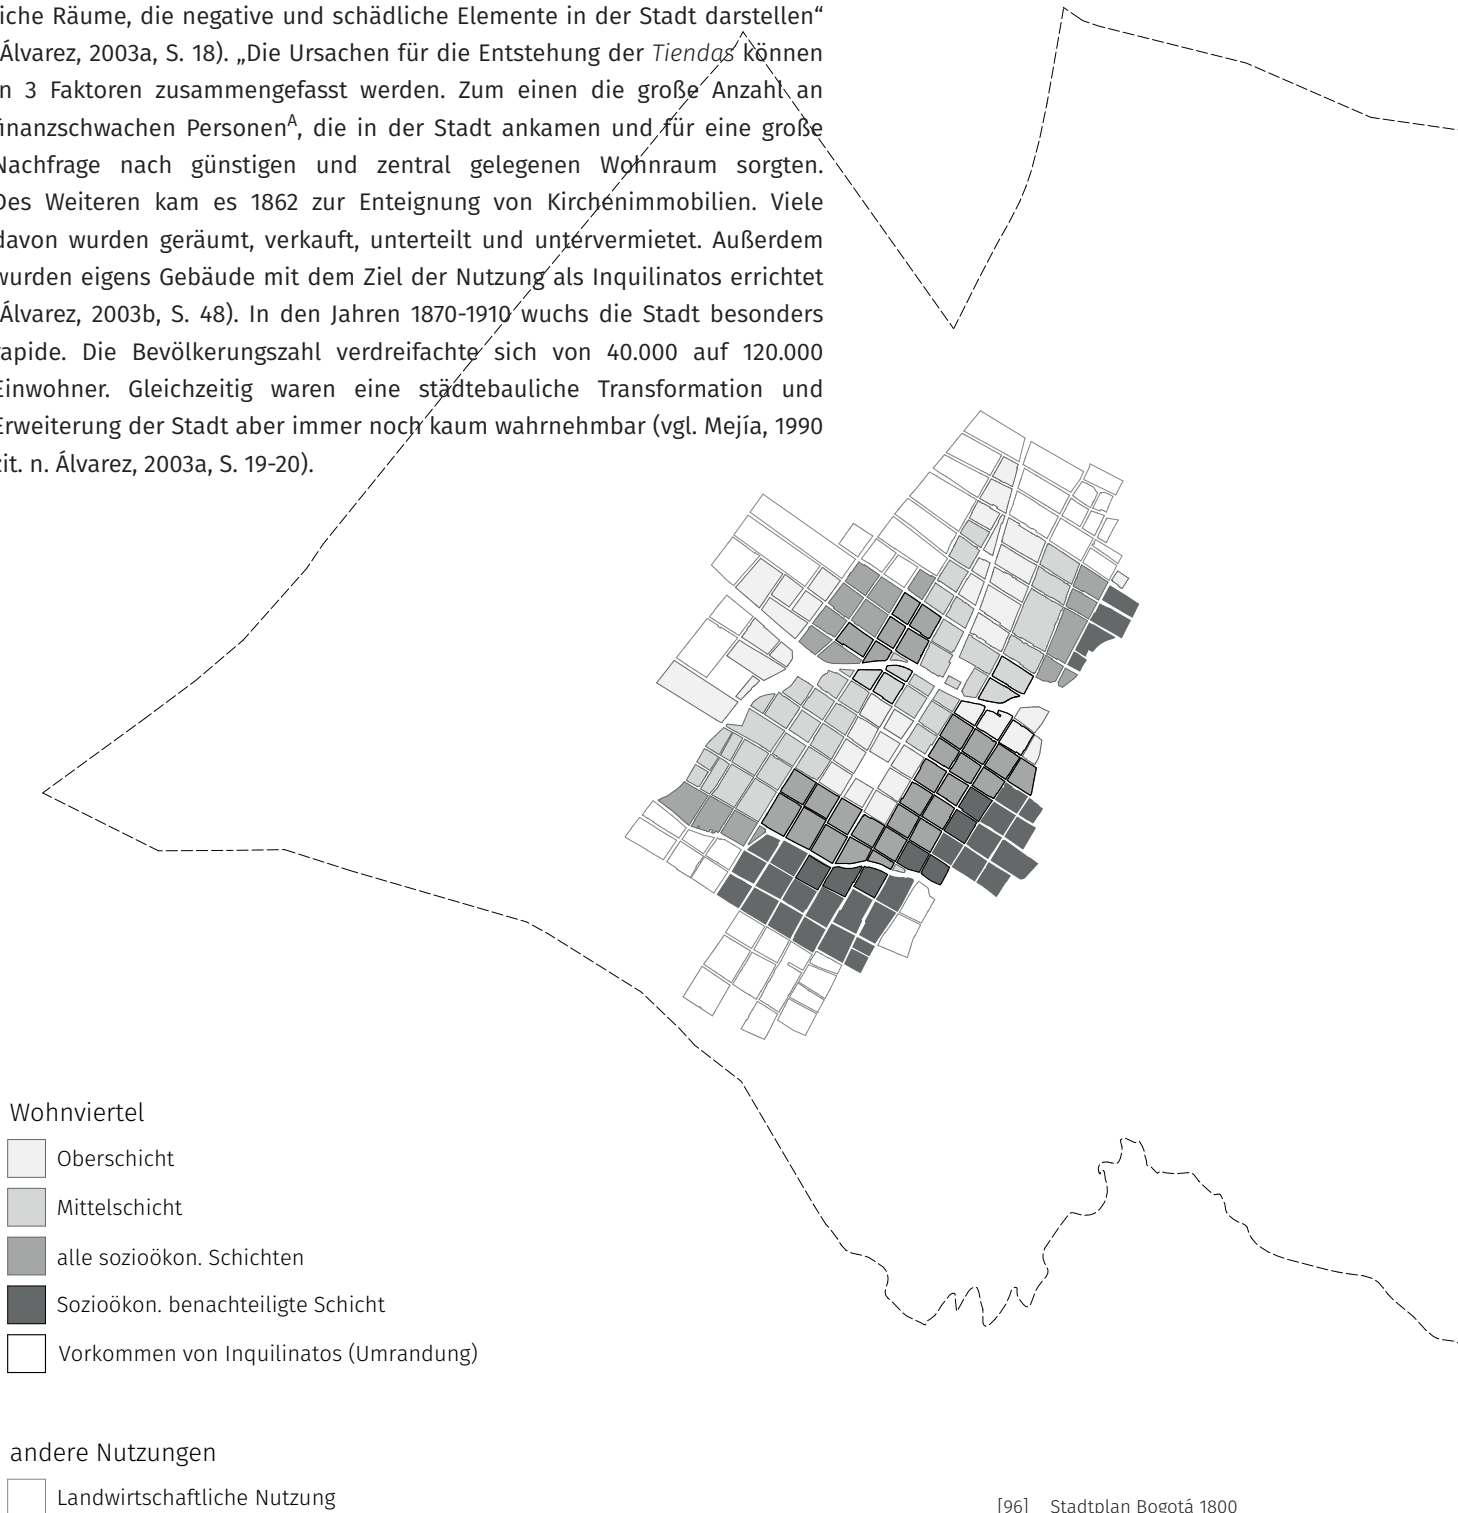 iche Räume, die negative und schädliche Elemente in der Stadt darstellen“
Álvarez, 2003a, S. 18). „Die Ursachen für die Entstehung der Tiendas können
n 3 Faktoren zusammengefasst werden. Zum einen die große Anzahl an
finanzschwachen Personenᴬ, die in der Stadt ankamen und für eine große
Nachfrage nach günstigen und zentral gelegenen Wohnraum sorgten.
Des Weiteren kam es 1862 zur Enteignung von Kirchenimmobilien. Viele
davon wurden geräumt, verkauft, unterteilt und untervermietet. Außerdem
wurden eigens Gebäude mit dem Ziel der Nutzung als Inquilinatos errichtet
Álvarez, 2003b, S. 48). In den Jahren 1870-1910 wuchs die Stadt besonders
rapide. Die Bevölkerungszahl verdreifachte sich von 40.000 auf 120.000
Einwohner. Gleichzeitig waren eine städtebauliche Transformation und
Erweiterung der Stadt aber immer noch kaum wahrnehmbar (vgl. Mejía, 1990
zit. n. Álvarez, 2003a, S. 19-20).
Wohnviertel
Oberschicht
Mittelschicht
alle sozioökon. Schichten
Sozioökon. benachteiligte Schicht
Vorkommen von Inquilinatos (Umrandung)
andere Nutzungen
Landwirtschaftliche Nutzung
[96] Stadtplan Bogotá 1800